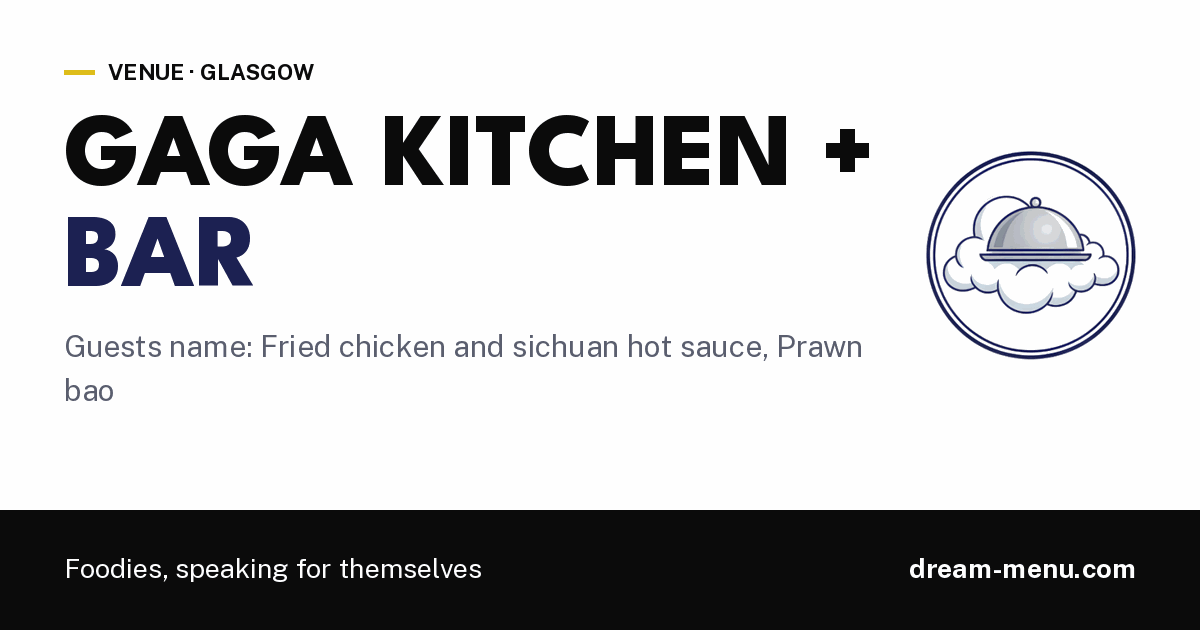 VENUE · GLASGOW
GAGA KITCHEN +
BAR
Guests name: Fried chicken and sichuan hot sauce, Prawn
bao
Foodies, speaking for themselves
dream-menu.com